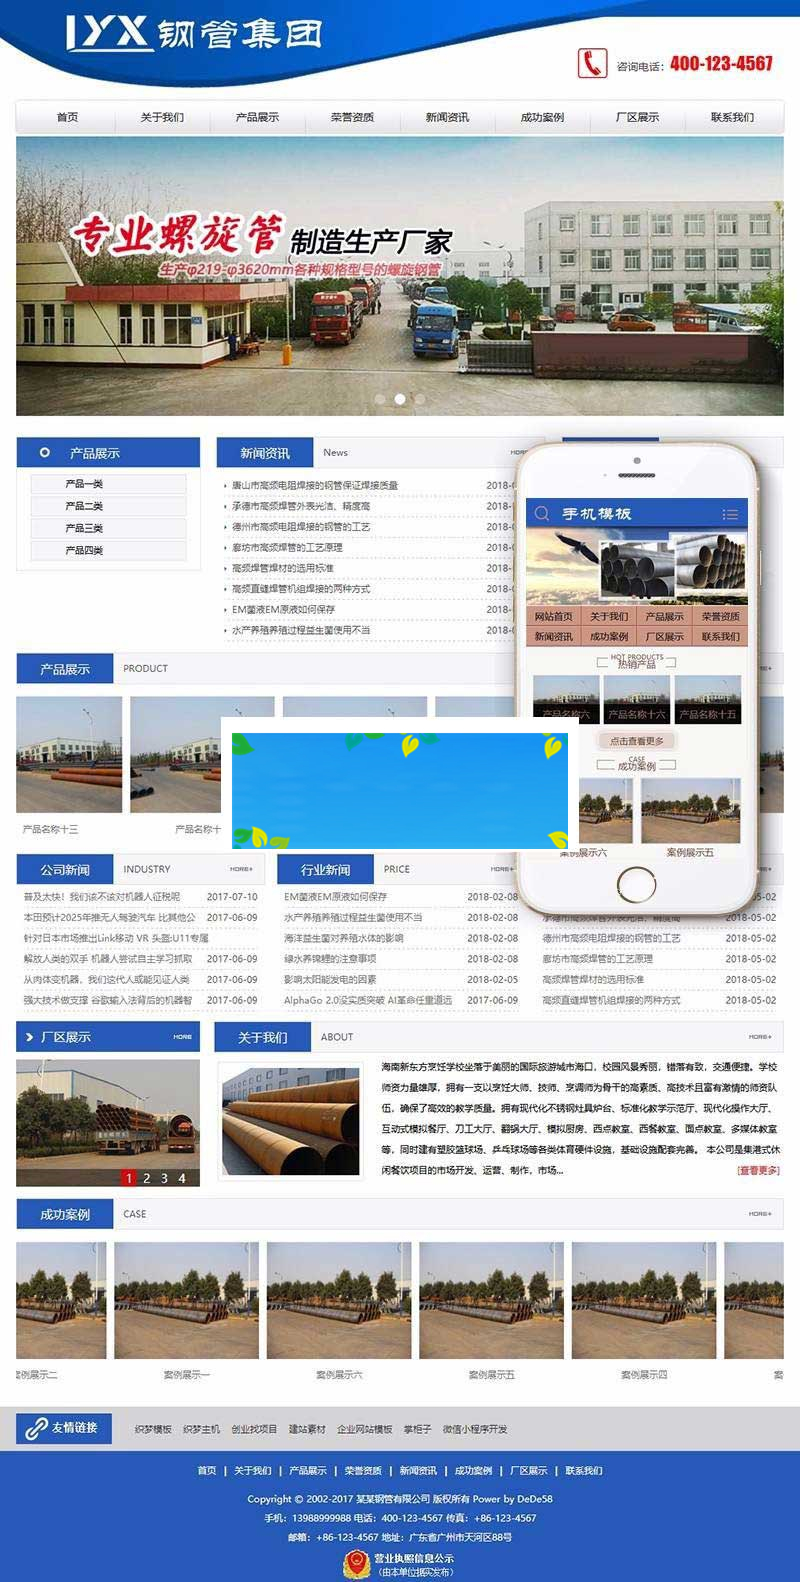 LYX 钢管集团
咨询电话：400-123-4567
首页 关于我们 产品展示 荣誉资质 新闻资讯 成功案例 厂区展示 联系我们
专业螺旋管 制造生产厂家
生产φ219-φ3620mm各种规格型号的螺旋钢管
产品展示
产品一类
产品二类
产品三类
产品四类
新闻资讯 News
唐山市高频电阻焊接的钢管保证焊接质量 2018-0
承德市高频焊管外表光洁、精度高 2018-0
德州市高频电阻焊接的钢管的工艺 2018-0
廊坊市高频焊管的工艺原理 2018-0
高频焊管焊材的选用标准 2018-0
高频直缝焊管机组焊接的两种方式 2018-0
EM菌液EM原液如何保存 2018-0
水产养殖养殖过程益生菌使用不当 2018-0
手机模板
网站首页 关于我们 产品展示 荣誉资质
新闻资讯 成功案例 厂区展示 联系我们
HOT PRODUCTS
热销产品
产品名称六 产品名称十六 产品名称十五
点击查看更多
CASE
成功案例
案例展示六 案例展示五
产品展示 PRODUCT
产品名称十三 产品名称十
公司新闻 INDUSTRY MORE+
普及太快！我们该不该对机器人征税呢 2017-07-10
本田预计2025年推无人驾驶汽车 比其他公 2017-06-09
针对日本市场推出Link移动 VR 头盔:U11专属
解放人类的双手 机器人尝试自主学习抓取 2017-06-09
从肉体变机器，我们这代人或能见证人类 2017-06-09
强大技术做支撑 谷歌输入法背后的机器智 2017-06-09
行业新闻 PRICE MORE+
EM菌液EM原液如何保存 2018-02-08
水产养殖养殖过程益生菌使用不当 2018-02-08
海洋益生菌对养殖水体的影响 2018-02-08
绿水养锦鲤的注意事项 2018-02-08
影响太阳能发电的因素 2018-02-05
AlphaGo 2.0没实质突破 AI革命任重道远 2017-06-09
05-02
承德市高频焊管外表光洁、精度高 2018-05-02
德州市高频电阻焊接的钢管的工艺 2018-05-02
廊坊市高频焊管的工艺原理 2018-05-02
高频焊管焊材的选用标准 2018-05-02
高频直缝焊管机组焊接的两种方式 2018-05-02
厂区展示 MORE
1 2 3 4
关于我们 ABOUT MORE+
海南新东方烹饪学校坐落于美丽的国际旅游城市海口，校园风景秀丽，错落有致，交通便捷。学校
师资力量雄厚，拥有一支以烹饪大师、技师、烹调师为骨干的高素质、高技术且富有激情的师资队
伍，确保了高效的教学质量。拥有现代化不锈钢灶具炉台、标准化教学示范厅、现代化操作大厅、
互动式模拟餐厅、刀工大厅、翻锅大厅、模拟厨房、西点教室、西餐教室、面点教室、多媒体教室
等，同时建有塑胶篮球场、乒乓球场等各类体育硬件设施，基础设施配套完善。 本公司是集港式休
闲餐饮项目的市场开发、运营、制作，市场... [查看更多]
成功案例 CASE MORE+
案例展示二 案例展示一 案例展示六 案例展示五 案例展示四 案
友情链接 织梦模板 织梦主机 创业找项目 建站素材 企业网站模板 掌柜子 微信小程序开发
首页 | 关于我们 | 产品展示 | 荣誉资质 | 新闻资讯 | 成功案例 | 厂区展示 | 联系我们
Copyright © 2002-2017 某某钢管有限公司 版权所有 Power by DeDe58
手机：13988999988 电话：400-123-4567 传真：+86-123-4567
邮箱：+86-123-4567 地址：广东省广州市天河区88号
营业执照信息公示
（由本单位据实发布）